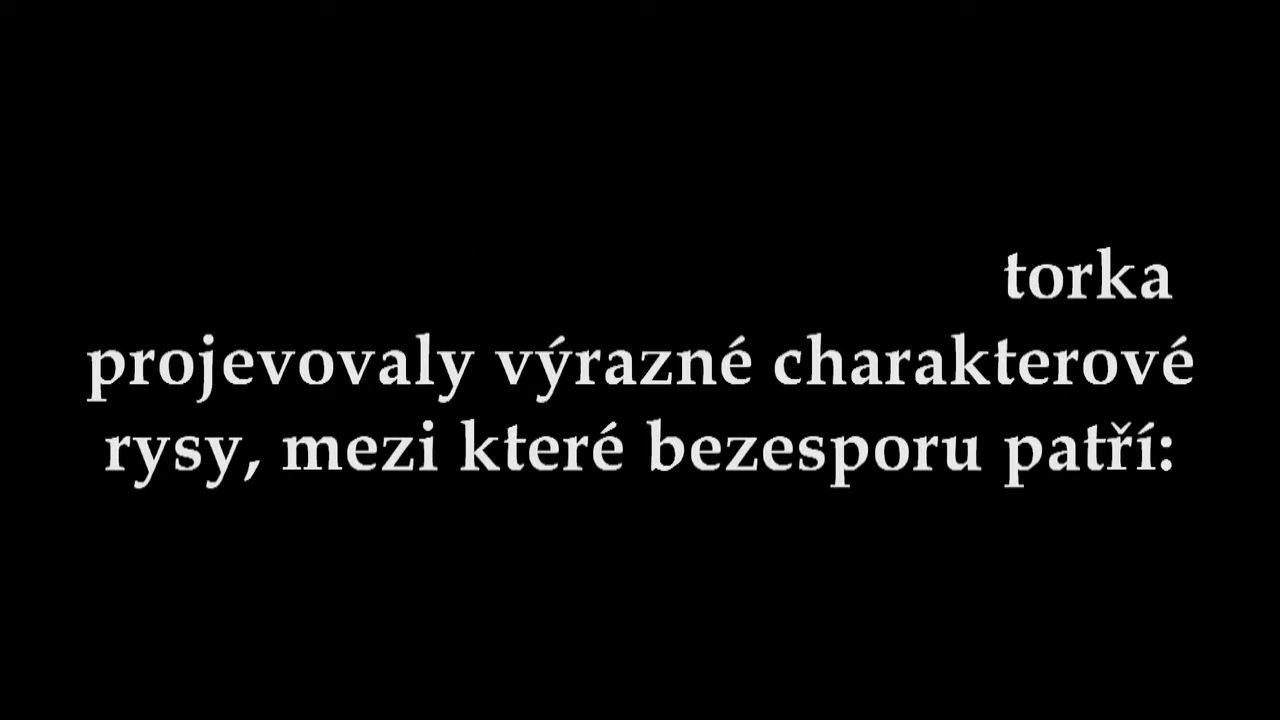 torka
projevovaly výrazné charakterové
rysy, mezi které bezesporu patří: